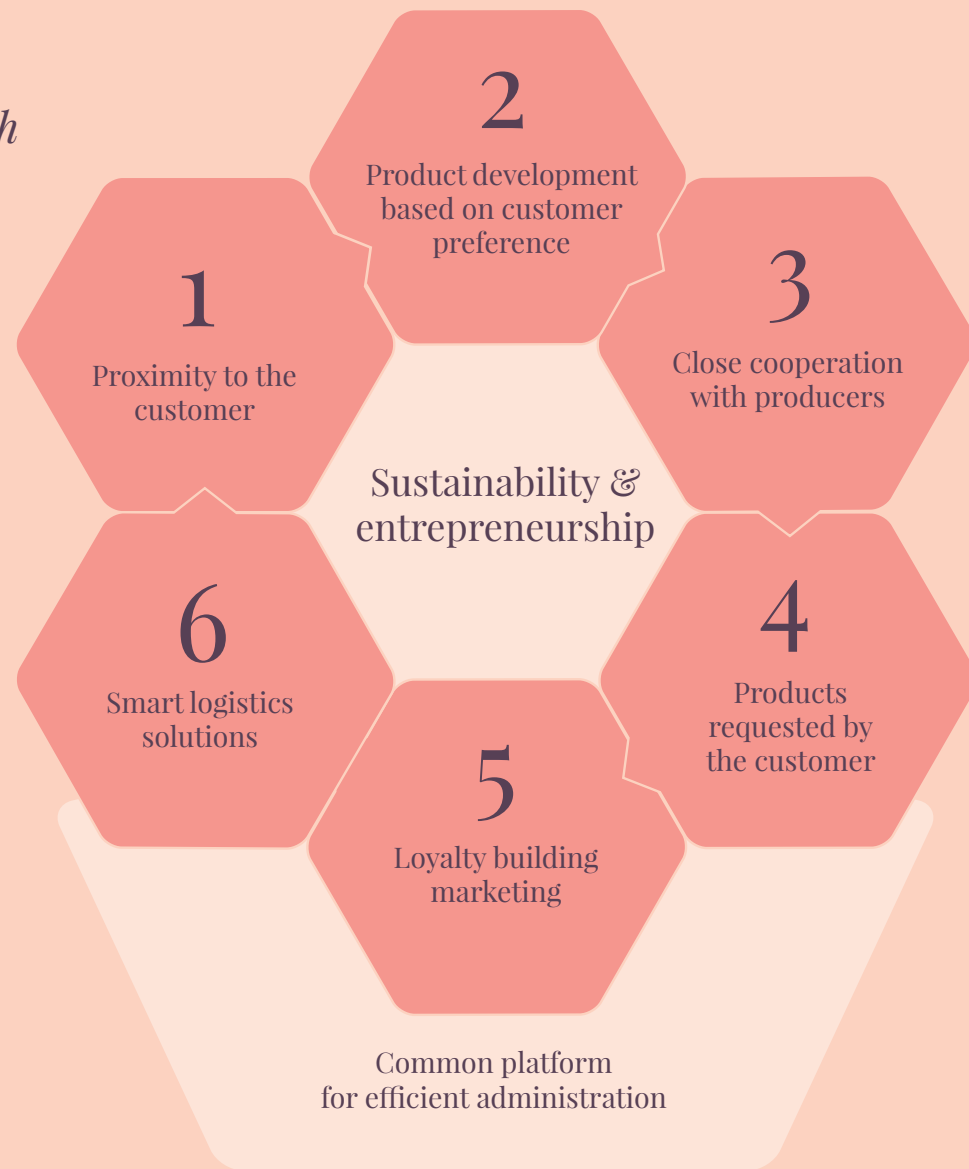 h
1
Proximity to the
customer
2
Product development
based on customer
preference
3
Close cooperation
with producers
Sustainability &
entrepreneurship
4
Products
requested by
the customer
5
Loyalty building
marketing
6
Smart logistics
solutions
Common platform
for efficient administration